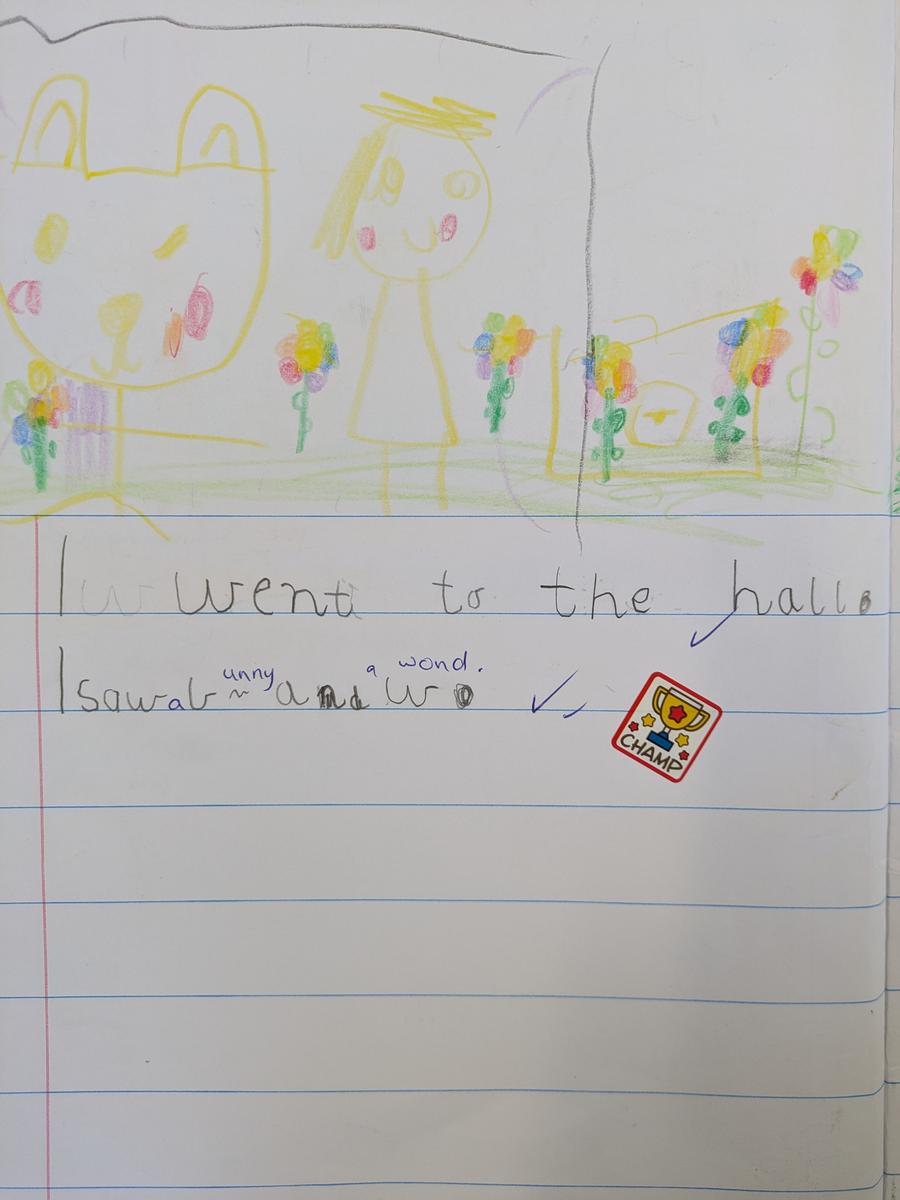 I went to the hall.
unny a wond.
I saw a b and w.
CHAMP